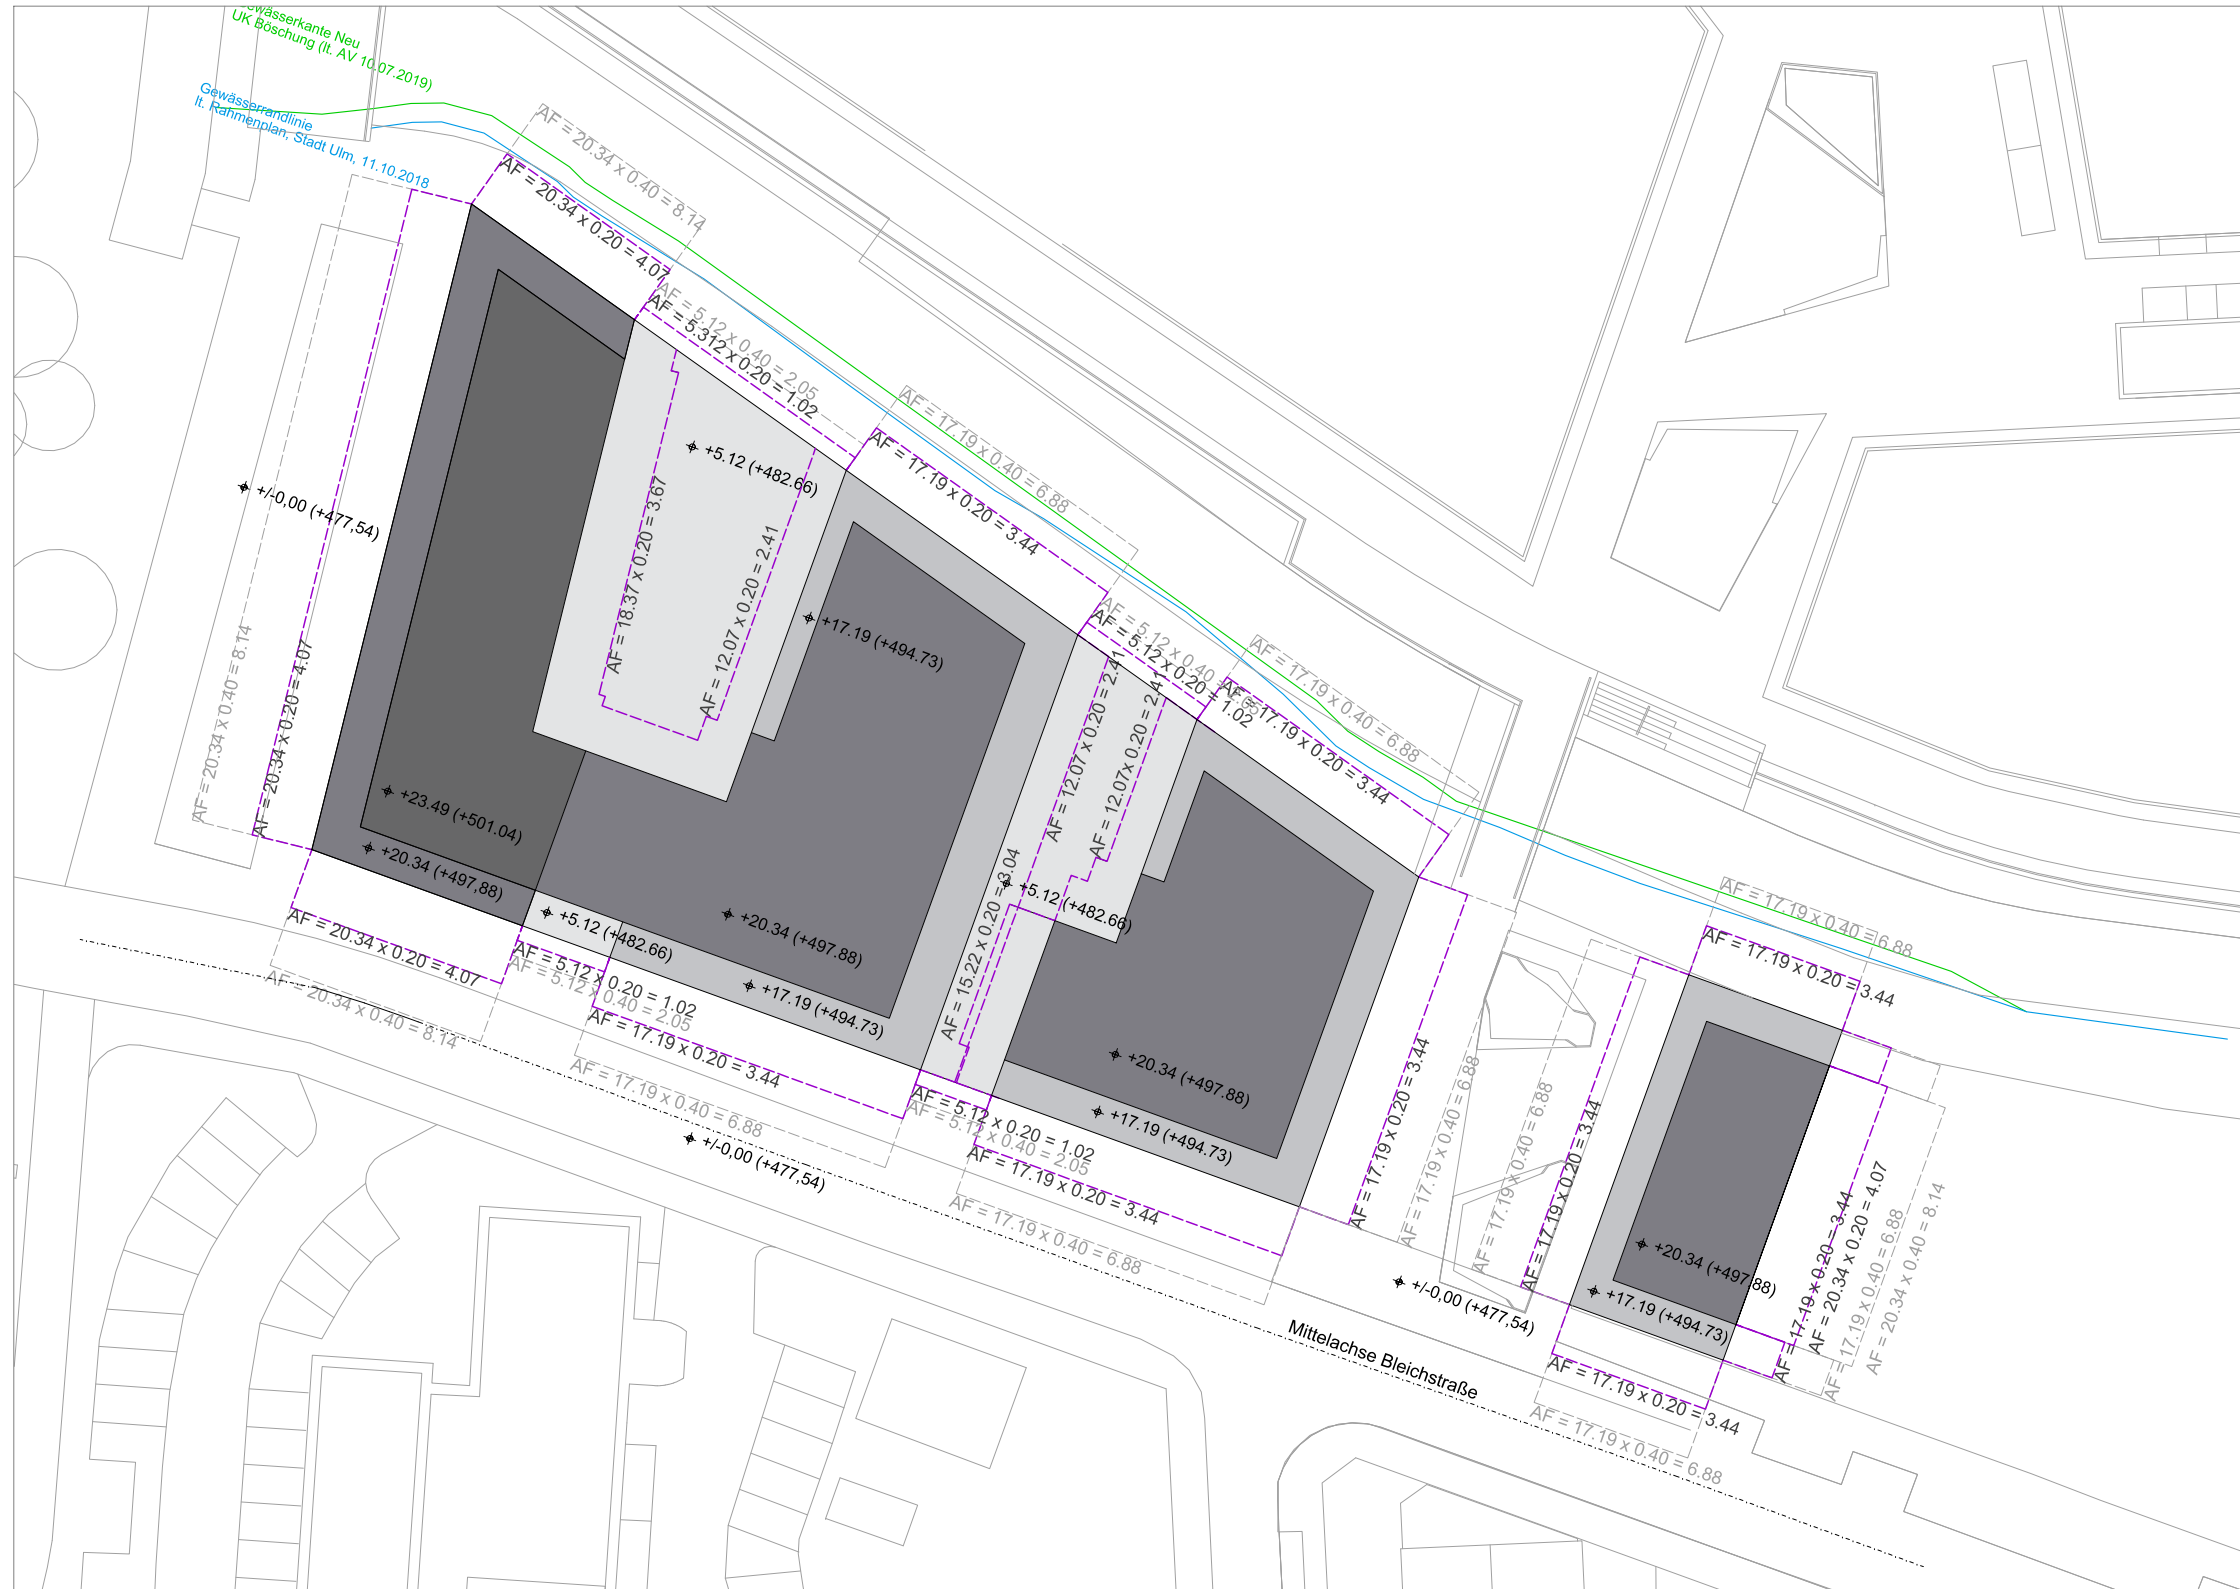 ewässerkante Neu
UK Böschung (lt. AV 10.07.2019)
Gewässerrandlinie
lt. Rahmenplan, Stadt Ulm, 11.10.2018
AF = 20.34 x 0.40 = 8.14
AF = 20.34 x 0.20 = 4.07
AF = 5.12 x 0.40 = 2.05
AF = 5.312 x 0.20 = 1.02
AF = 17.19 x 0.40 = 6.88
AF = 17.19 x 0.20 = 3.44
+5.12 (+482.66)
+/-0,00 (+477,54)
AF = 18.37 x 0.20 = 3.67
AF = 12.07 x 0.20 = 2.41
+17.19 (+494.73)
AF = 5.12 x 0.40 = 2.05
AF = 5.12 x 0.20 =
1.02
AF = 17.19 x 0.40 = 6.88
AF = 17.19 x 0.20 = 3.44
AF = 20.34 x 0.40 = 8.14
AF = 20.34 x 0.20 = 4.07
AF = 12.07 x 0.20 = 2.41
AF = 12.07x 0.20 = 2.41
+23.49 (+501.04)
+20.34 (+497,88)
+5.12 (+482.66)
+20.34 (+497.88)
+17.19 (+494.73)
AF = 15.22 x 0.20 = 3.04
+5.12 (+482.66)
AF = 17.19 x 0.40 = 6.88
AF = 17.19 x 0.20 = 3.44
AF = 20.34 x 0.20 = 4.07
AF = 20.34 x 0.40 = 8.14
AF = 5.12 x 0.20 = 1.02
AF = 5.12 x 0.40 = 2.05
AF = 17.19 x 0.20 = 3.44
AF = 17.19 x 0.40 = 6.88
+/-0,00 (+477,54)
+20.34 (+497.88)
+17.19 (+494.73)
AF = 5.12 x 0.20 = 1.02
AF = 5.12 x 0.40 = 2.05
AF = 17.19 x 0.20 = 3.44
AF = 17.19 x 0.40 = 6.88
AF = 17.19 x 0.20 = 3.44
AF = 17.19 x 0.40 = 6.88
AF = 17.19 x 0.40 = 6.88
AF = 17.19 x 0.20 = 3.44
+/-0,00 (+477,54)
+20.34 (+497.88)
+17.19 (+494.73)
AF = 17.19 x 0.20 = 3.44
AF = 20.34 x 0.20 = 4.07
AF = 17.19 x 0.40 = 6.88
AF = 20.34 x 0.40 = 8.14
Mittelachse Bleichstraße
AF = 17.19 x 0.20 = 3.44
AF = 17.19 x 0.40 = 6.88